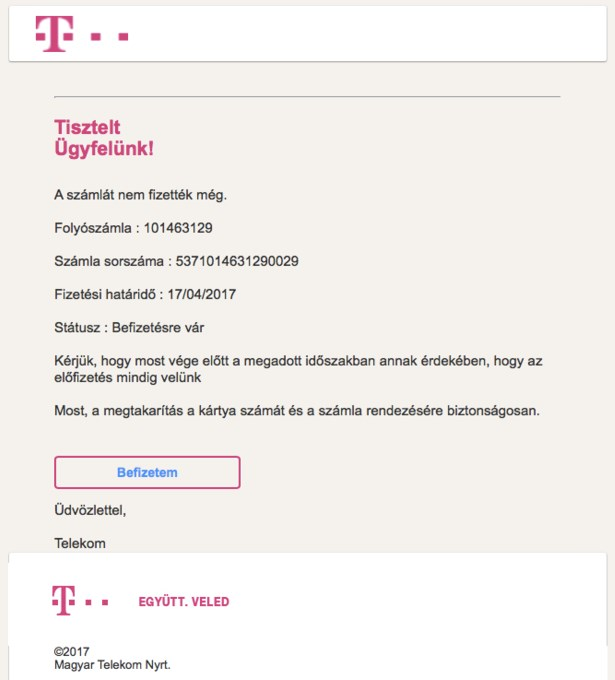 T
Tisztelt
Ügyfelünk!
A számlát nem fizették még.
Folyószámla : 101463129
Számla sorszáma : 5371014631290029
Fizetési határidő : 17/04/2017
Státusz : Befizetésre vár
Kérjük, hogy most vége előtt a megadott időszakban annak érdekében, hogy az
előfizetés mindig velünk
Most, a megtakarítás a kártya számát és a számla rendezésére biztonságosan.
Befizetem
Üdvözlettel,
Telekom
T EGYÜTT. VELED
©2017
Magyar Telekom Nyrt.